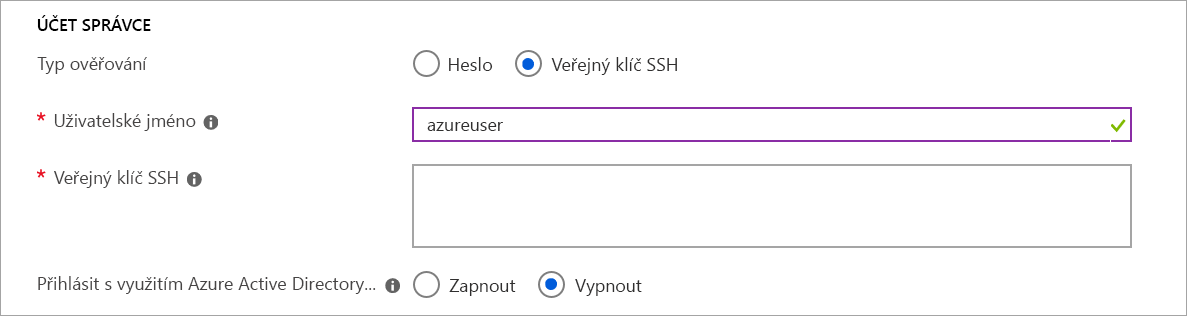 ÚČET SPRÁVCE
Typ ověřování Heslo Veřejný klíč SSH
* Uživatelské jméno azureuser
* Veřejný klíč SSH
Přihlásit s využitím Azure Active Directory... Zapnout Vypnout